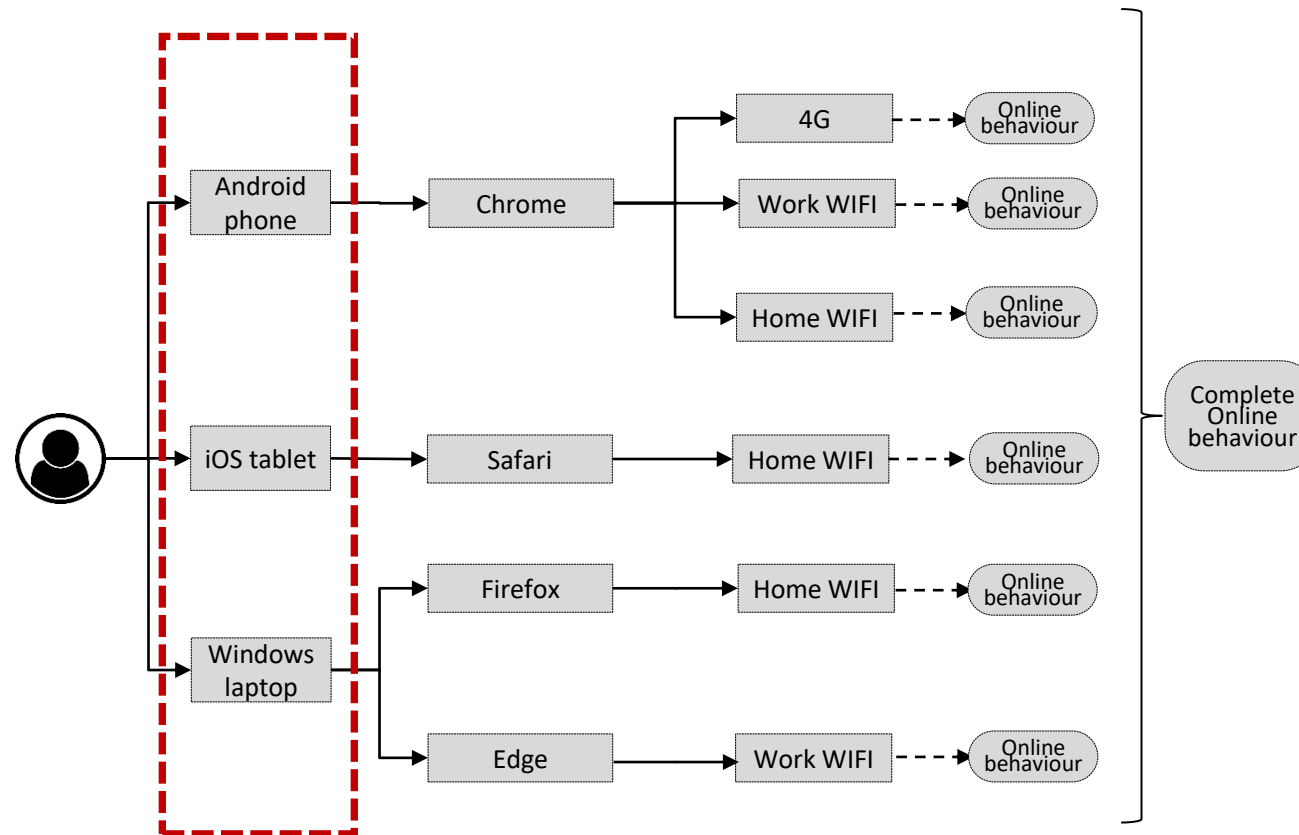 4G
Online
behaviour
Android
phone
Chrome
Work WIFI
Online
behaviour
Home WIFI
Online
behaviour
Complete
Online
behaviour
iOS tablet
Safari
Home WIFI
Online
behaviour
Firefox
Home WIFI
Online
behaviour
Windows
laptop
Edge
Work WIFI
Online
behaviour